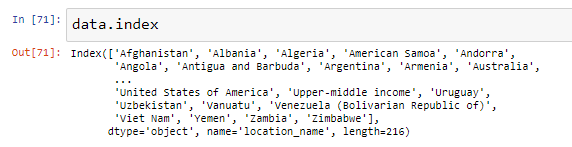 In [71]: data.index
Out[71]: Index(['Afghanistan', 'Albania', 'Algeria', 'American Samoa', 'Andorra',
'Angola', 'Antigua and Barbuda', 'Argentina', 'Armenia', 'Australia',
...
'United States of America', 'Upper-middle income', 'Uruguay',
'Uzbekistan', 'Vanuatu', 'Venezuela (Bolivarian Republic of)',
'Viet Nam', 'Yemen', 'Zambia', 'Zimbabwe'],
dtype='object', name='location_name', length=216)